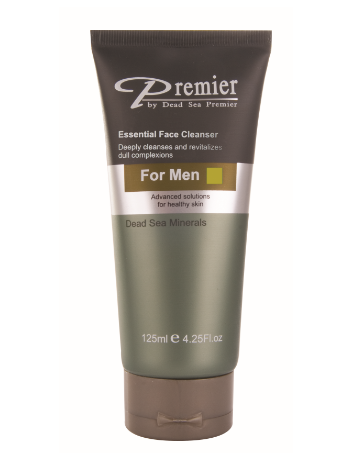 Premier
by Dead Sea Premier
Essential Face Cleanser
Deeply cleanses and revitalizes
dull complexions
For Men
Advanced solutions
for healthy skin
Dead Sea Minerals
125ml e 4.25Fl.oz